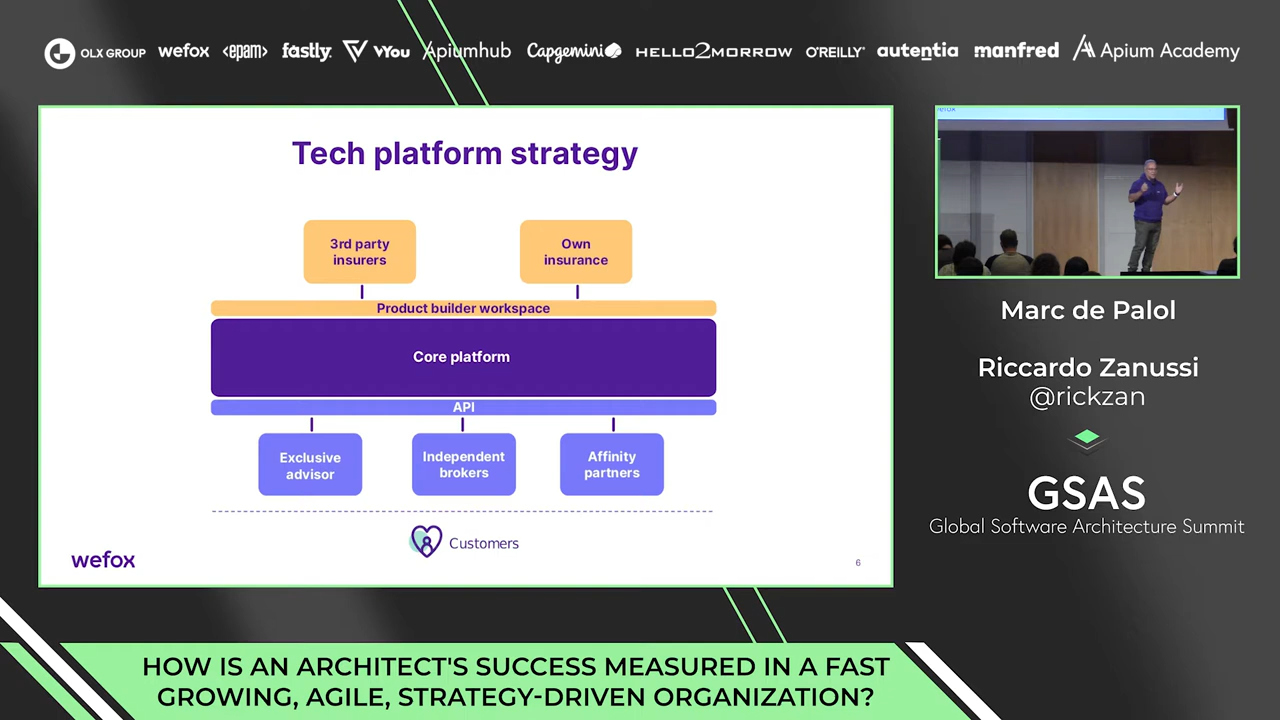 OLX GROUP wefox <epam> fastly. VYou Apiumhub Capgemini HELLO2MORROW O'REILLY® autentia manfred Apium Academy
Tech platform strategy
3rd party
insurers
Own
insurance
Product builder workspace
Core platform
API
Exclusive
advisor
Independent
brokers
Affinity
partners
Customers
wefox
6
Marc de Palol
Riccardo Zanussi
@rickzan
GSAS
Global Software Architecture Summit
HOW IS AN ARCHITECT'S SUCCESS MEASURED IN A FAST
GROWING, AGILE, STRATEGY-DRIVEN ORGANIZATION?